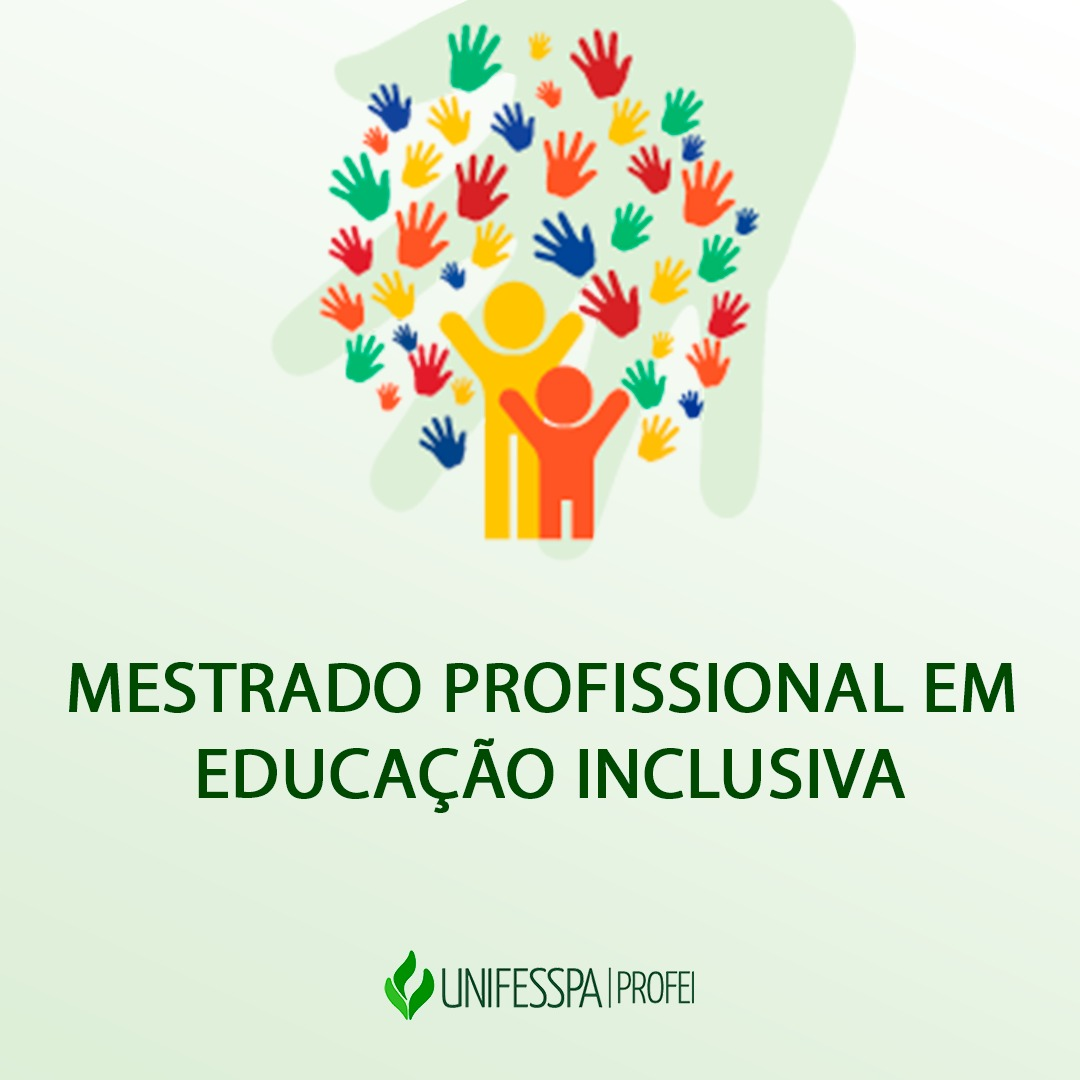 MESTRADO PROFISSIONAL EM
EDUCAÇÃO INCLUSIVA
UNIFESSPA | PROFEI